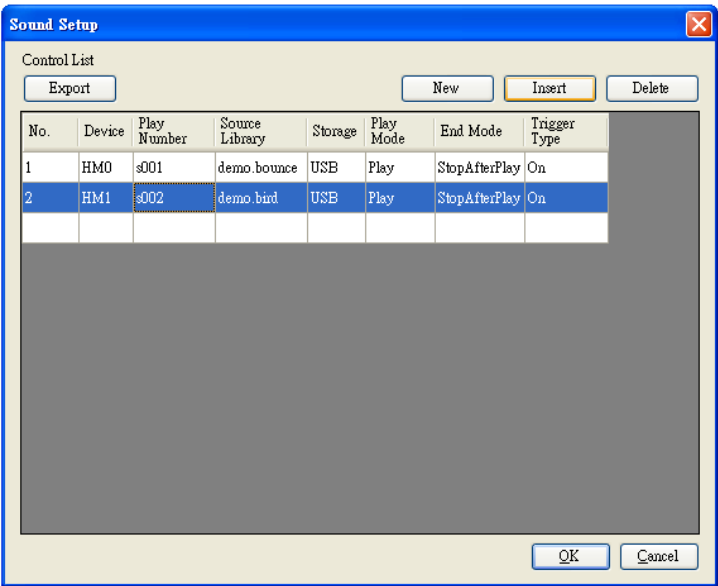 Sound Setup
Control List
Export New Insert Delete
No. Device Play Number Source Library Storage Play Mode End Mode Trigger Type
1 HM0 s001 demo.bounce USB Play StopAfterPlay On
2 HM1 s002 demo.bird USB Play StopAfterPlay On
OK Cancel